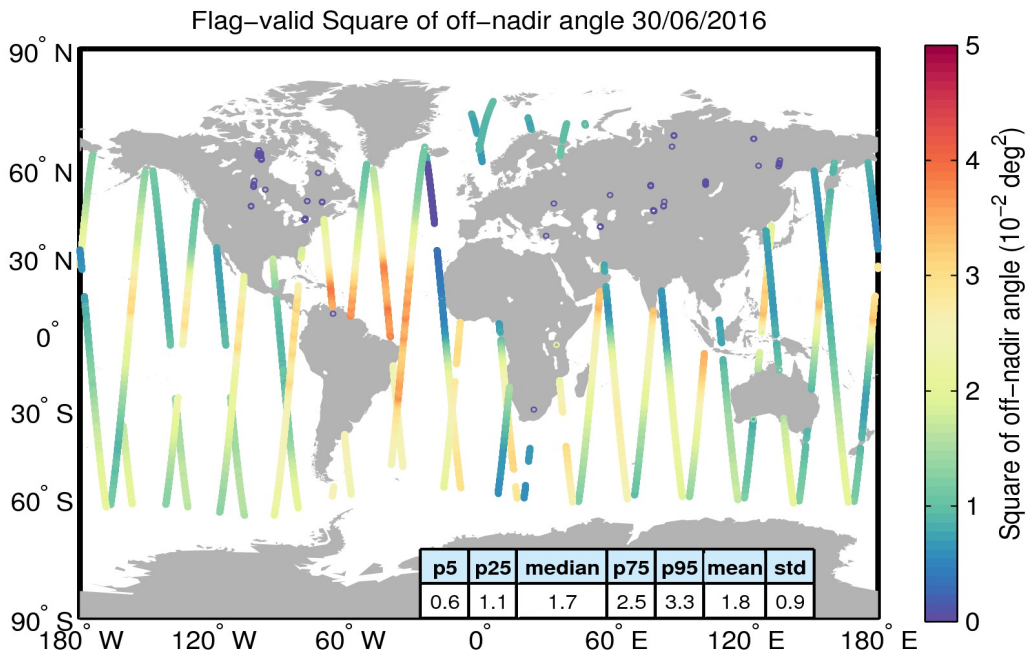 Flag−valid Square of off−nadir angle 30/06/2016
90° N
60° N
30° N
0°
30° S
60° S
90° S
180° W
120° W
60° W
0°
60° E
120° E
180° E
p5 p25 median p75 p95 mean std
0.6 1.1 1.7 2.5 3.3 1.8 0.9
5
4
3
2
1
0
Square of off−nadir angle (10⁻² deg²)